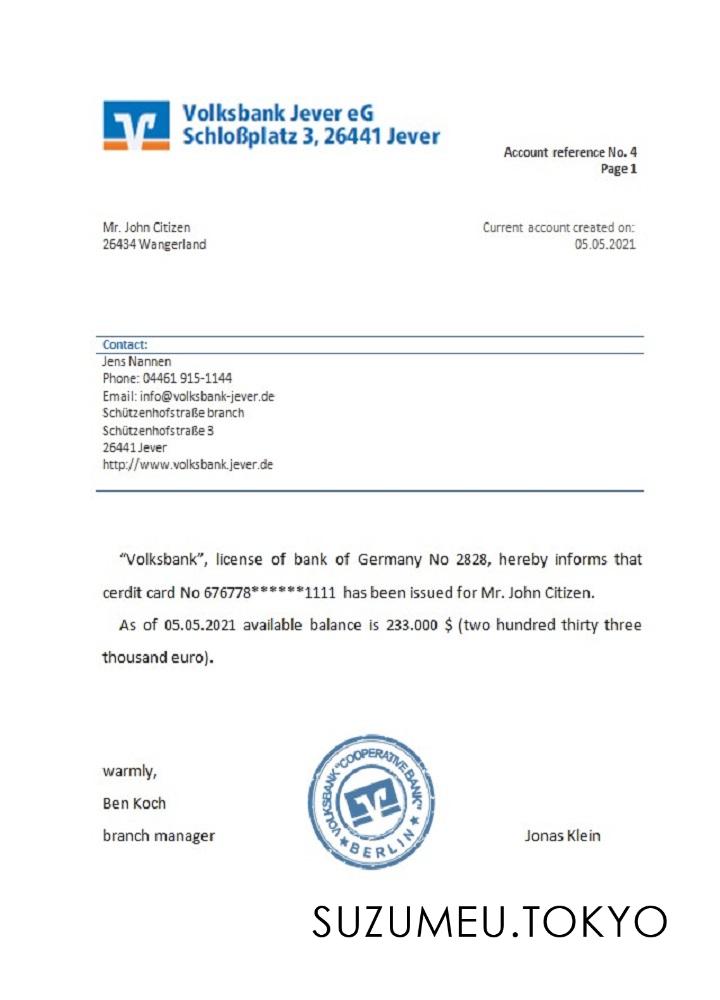 Volksbank Jever eG
Schloßplatz 3, 26441 Jever
Account reference No. 4
Page 1
Mr. John Citizen
26434 Wangerland
Current account created on:
05.05.2021
Contact:
Jens Nannen
Phone: 04461 915-1144
Email: info@volksbank-jever.de
Schützenhofstraße branch
Schützenhofstraße 3
26441 Jever
http://www.volksbank.jever.de
“Volksbank”, license of bank of Germany No 2828, hereby informs that
cerdit card No 676778******1111 has been issued for Mr. John Citizen.
As of 05.05.2021 available balance is 233.000 $ (two hundred thirty three
thousand euro).
warmly,
Ben Koch
branch manager
VOLKSBANK "COOPERATIVE BANK"
BERLIN
Jonas Klein
SUZUMEU.TOKYO